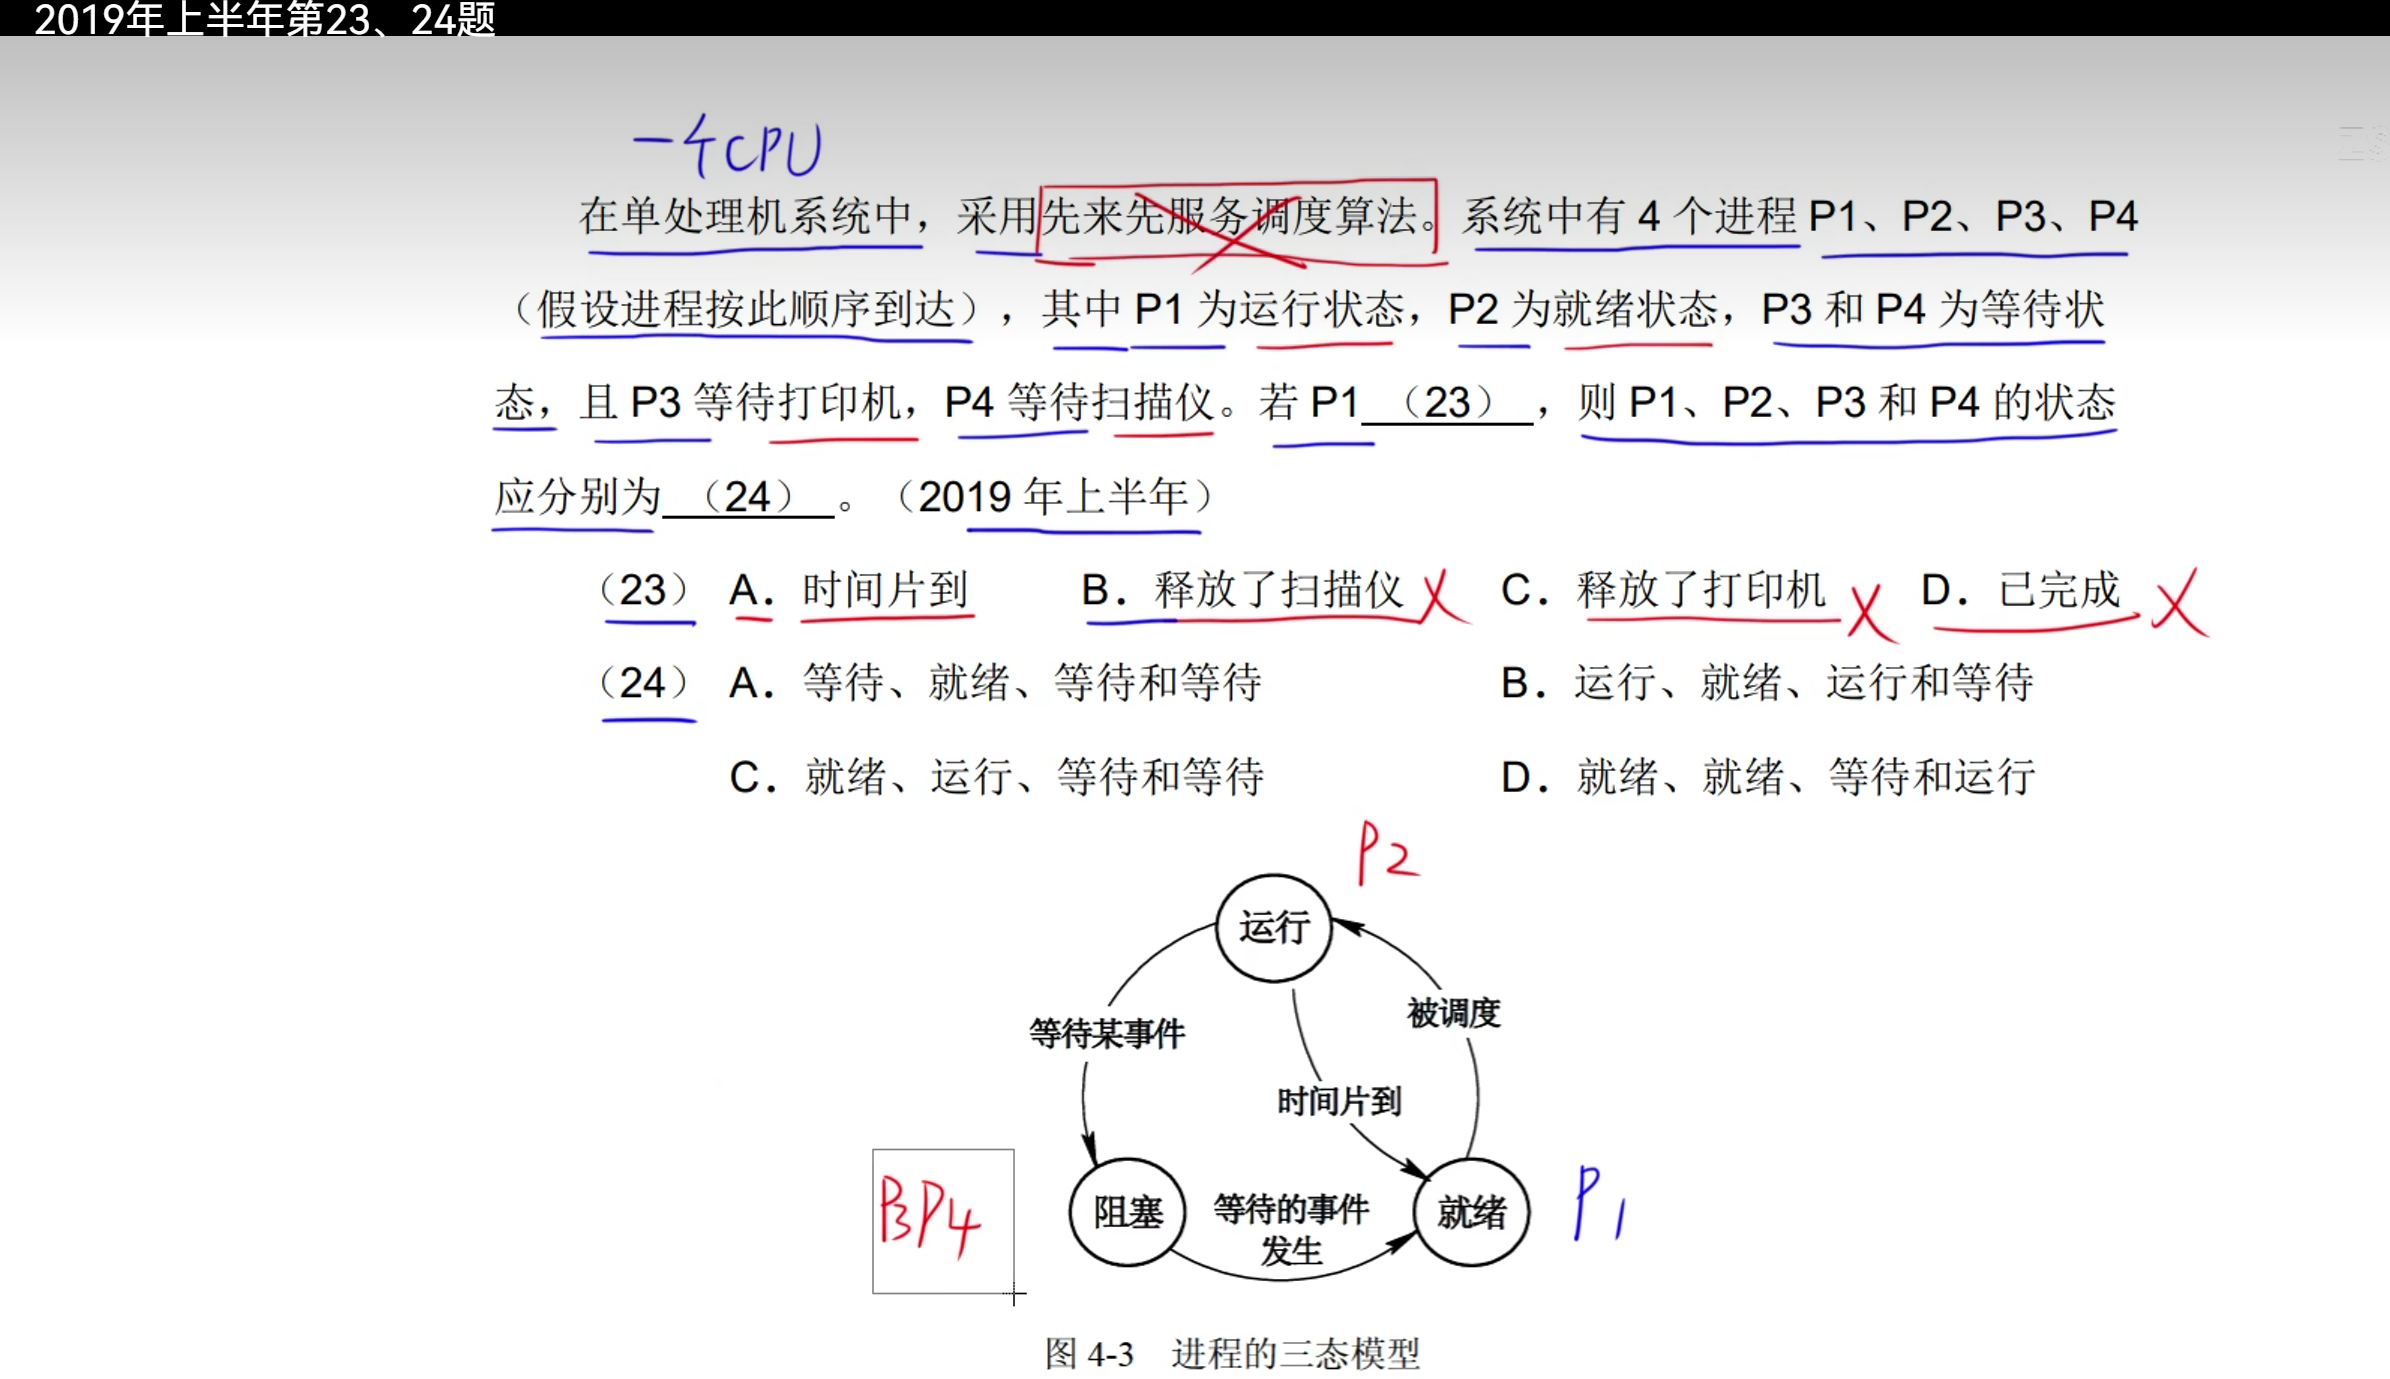 2019年上半年第23、24题
一个CPU
在单处理机系统中，采用先来先服务调度算法。系统中有 4 个进程 P1、P2、P3、P4
（假设进程按此顺序到达），其中 P1 为运行状态，P2 为就绪状态，P3 和 P4 为等待状
态，且 P3 等待打印机，P4 等待扫描仪。若 P1 （23） ，则 P1、P2、P3 和 P4 的状态
应分别为 （24） 。（2019 年上半年）
（23） A．时间片到 B．释放了扫描仪 C．释放了打印机 D．已完成
（24） A．等待、就绪、等待和等待 B．运行、就绪、运行和等待
C．就绪、运行、等待和等待 D．就绪、就绪、等待和运行
P2
运行
被调度
等待某事件
时间片到
P3P4
阻塞
等待的事件
发生
就绪
P1
图 4-3 进程的三态模型